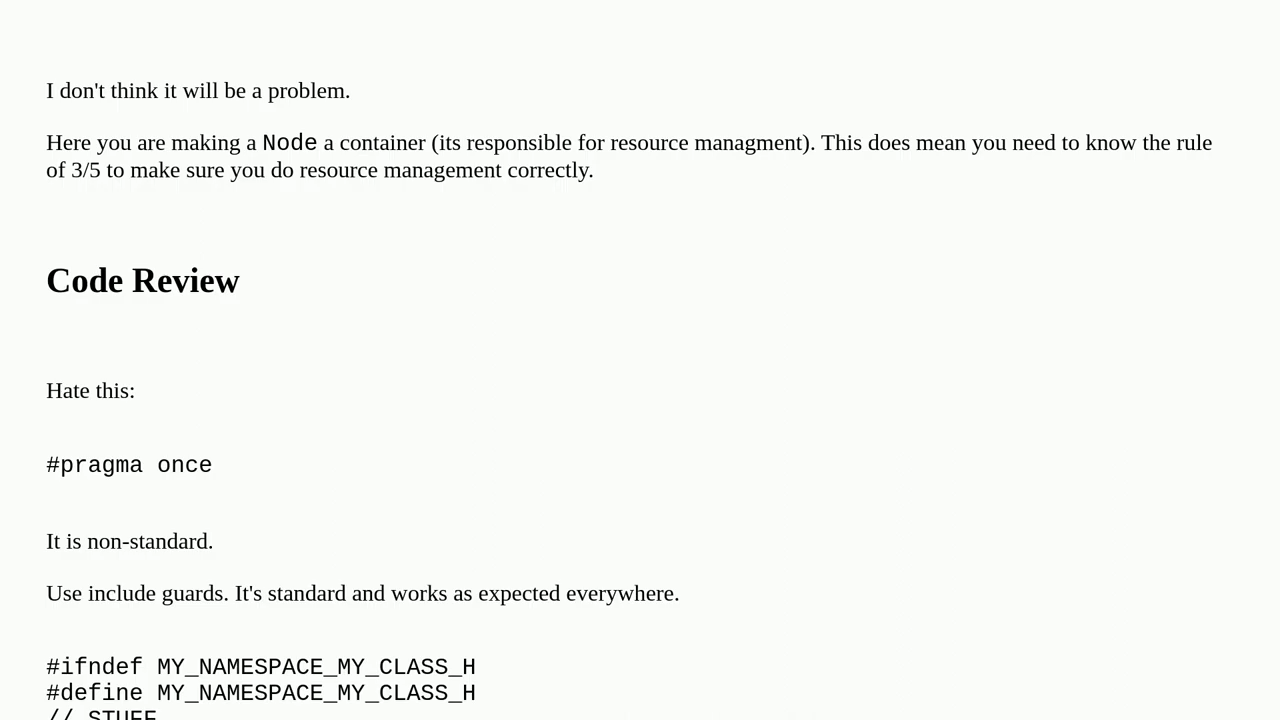 I don't think it will be a problem.
Here you are making a Node a container (its responsible for resource managment). This does mean you need to know the rule
of 3/5 to make sure you do resource management correctly.
Code Review
Hate this:
#pragma once
It is non-standard.
Use include guards. It's standard and works as expected everywhere.
#ifndef MY_NAMESPACE_MY_CLASS_H
#define MY_NAMESPACE_MY_CLASS_H
// STUFF